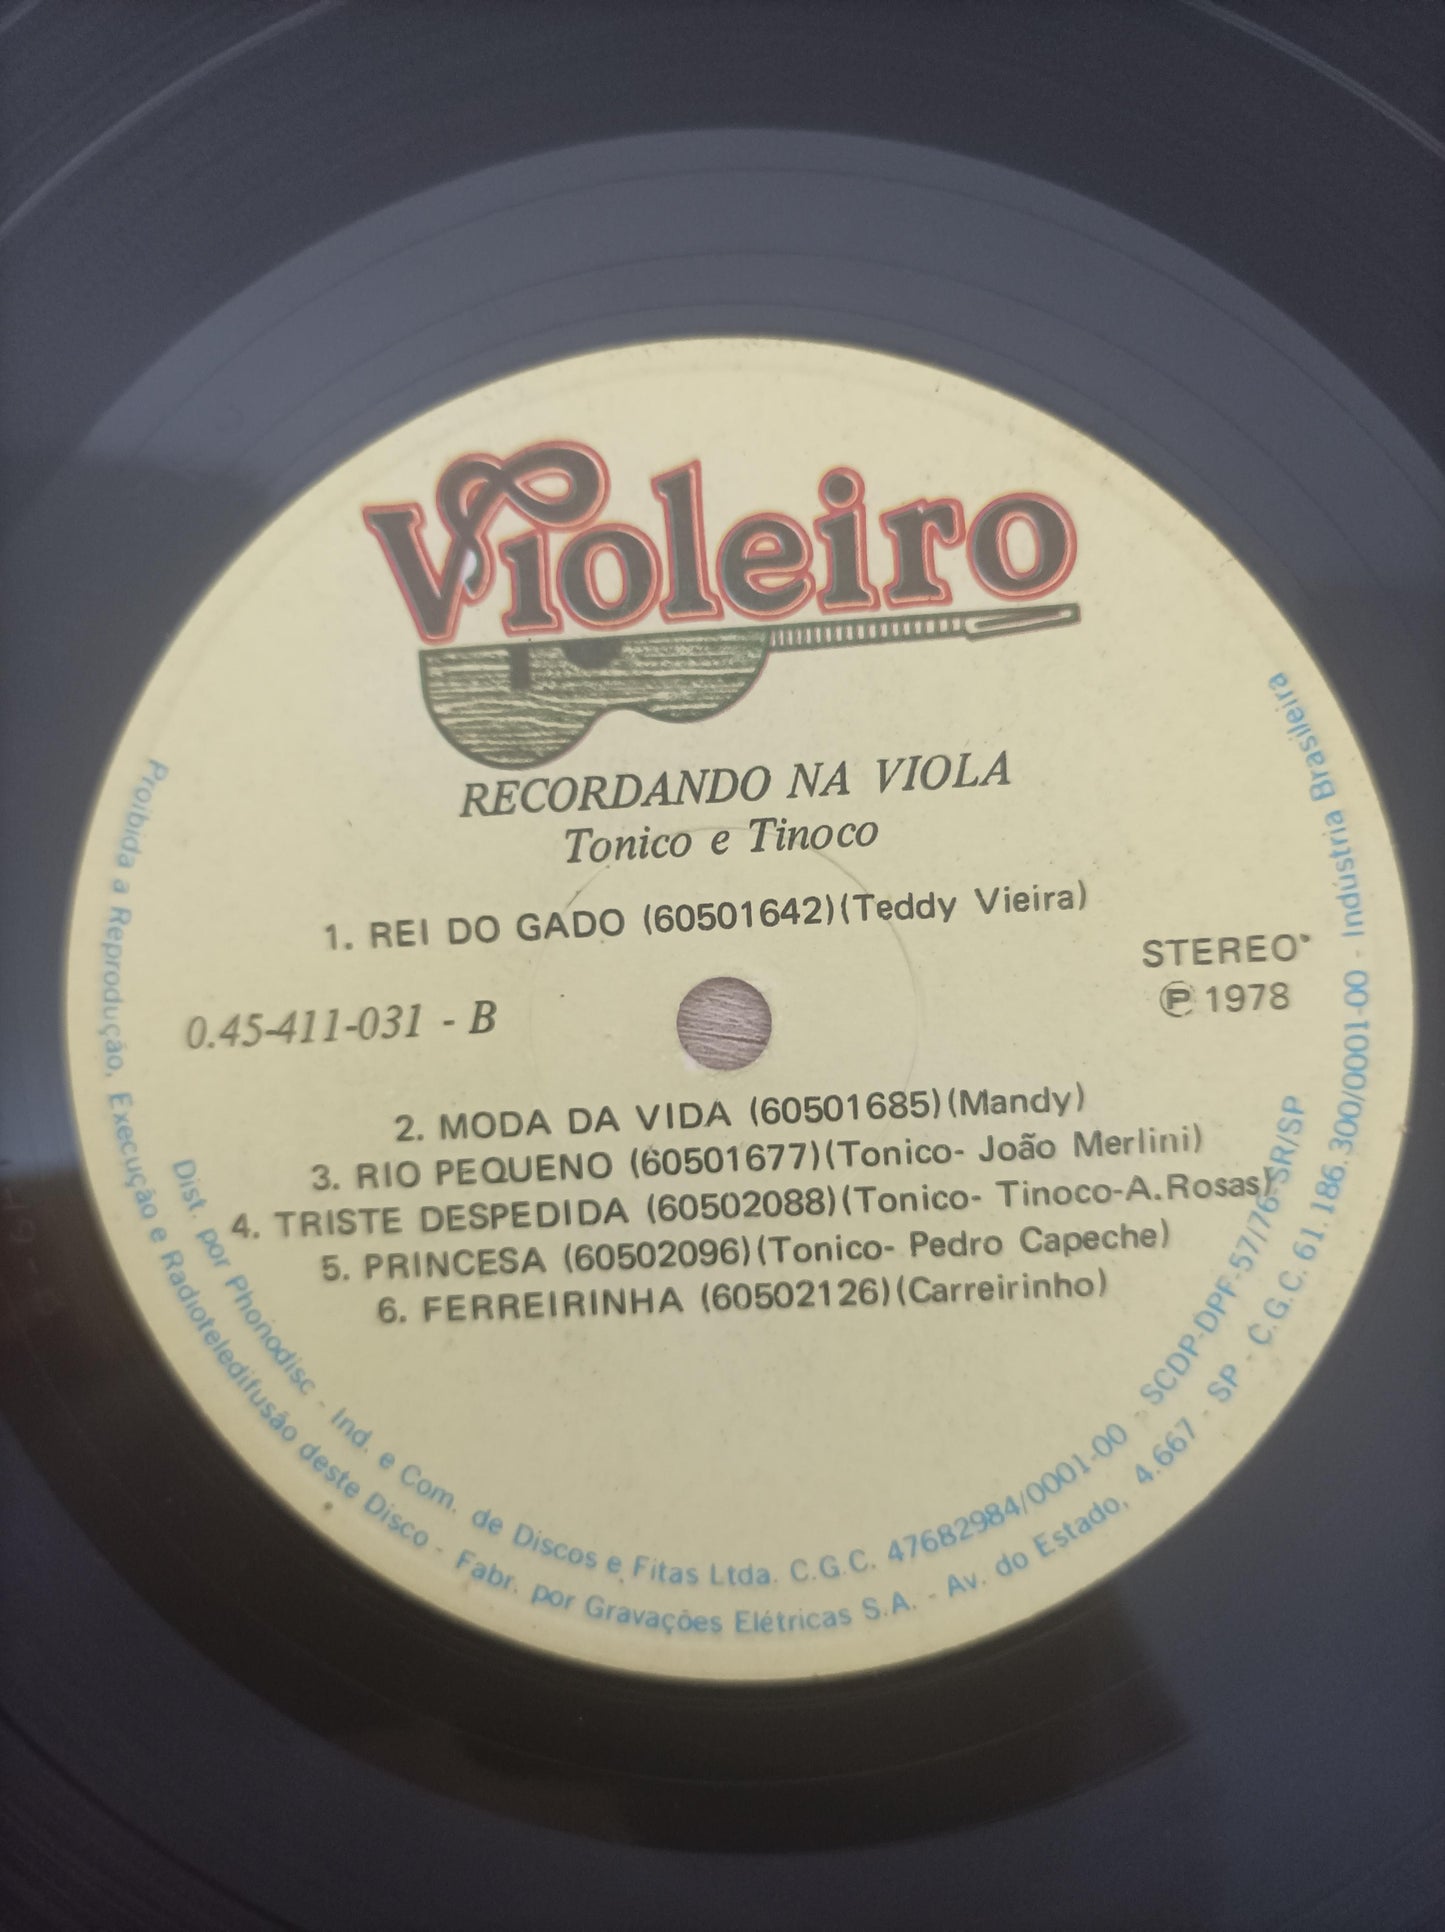 Violeiro
RECORDANDO NA VIOLA
Tonico e Tinoco
1. REI DO GADO (60501642)(Teddy Vieira)
STEREO
0.45-411-031 - B
℗ 1978
2. MODA DA VIDA (60501685)(Mandy)
3. RIO PEQUENO (60501677)(Tonico- João Merlini)
4. TRISTE DESPEDIDA (60502088)(Tonico- Tinoco-A.Rosas)
5. PRINCESA (60502096)(Tonico- Pedro Capeche)
6. FERREIRINHA (60502126)(Carreirinho)
Dist. por Phonodisc - Ind. e Com. de Discos e Fitas Ltda. C.G.C. 47682984/0001-00 - SCDP-DPF-57/76-SR/SP
Proibida a Reprodução, Execução e Radioteledifusão deste Disco - Fabr. por Gravações Elétricas S.A. - Av. do Estado, 4.667 - SP - C.G.C. 61.186.300/0001-00 - Indústria Brasileira